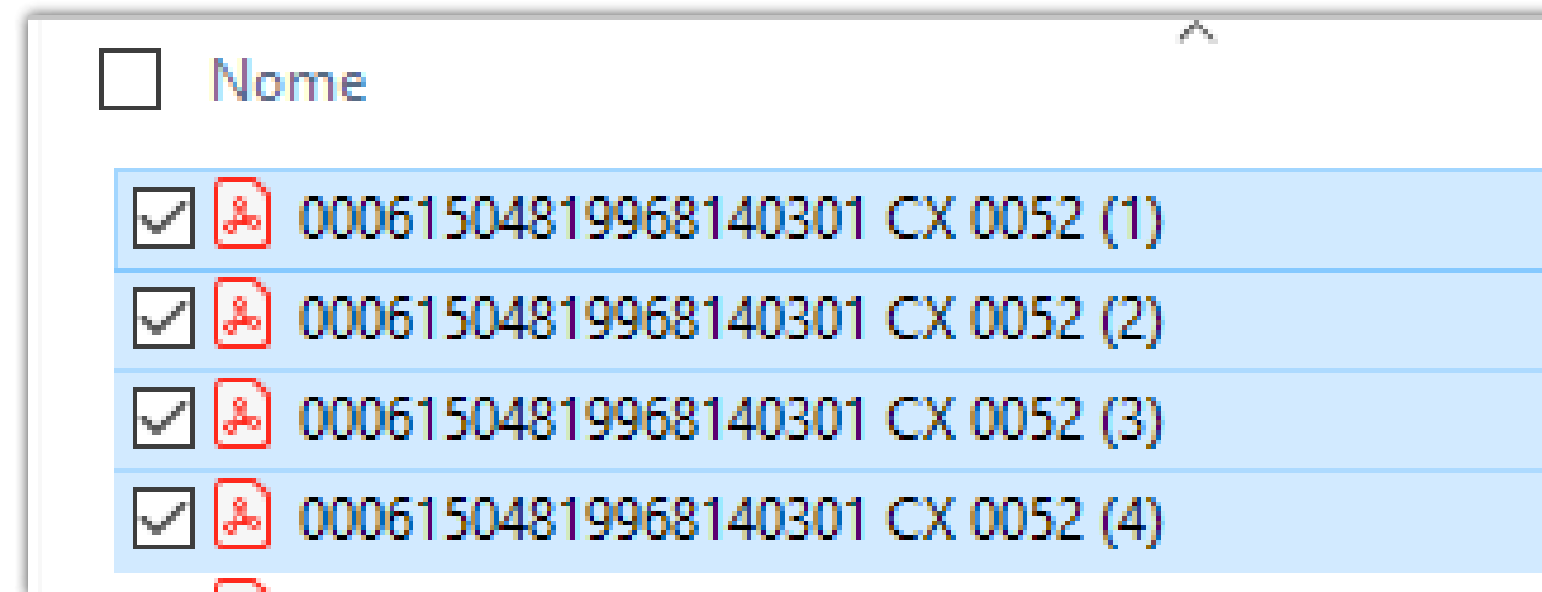 Nome
00061504819968140301 CX 0052 (1)
00061504819968140301 CX 0052 (2)
00061504819968140301 CX 0052 (3)
00061504819968140301 CX 0052 (4)